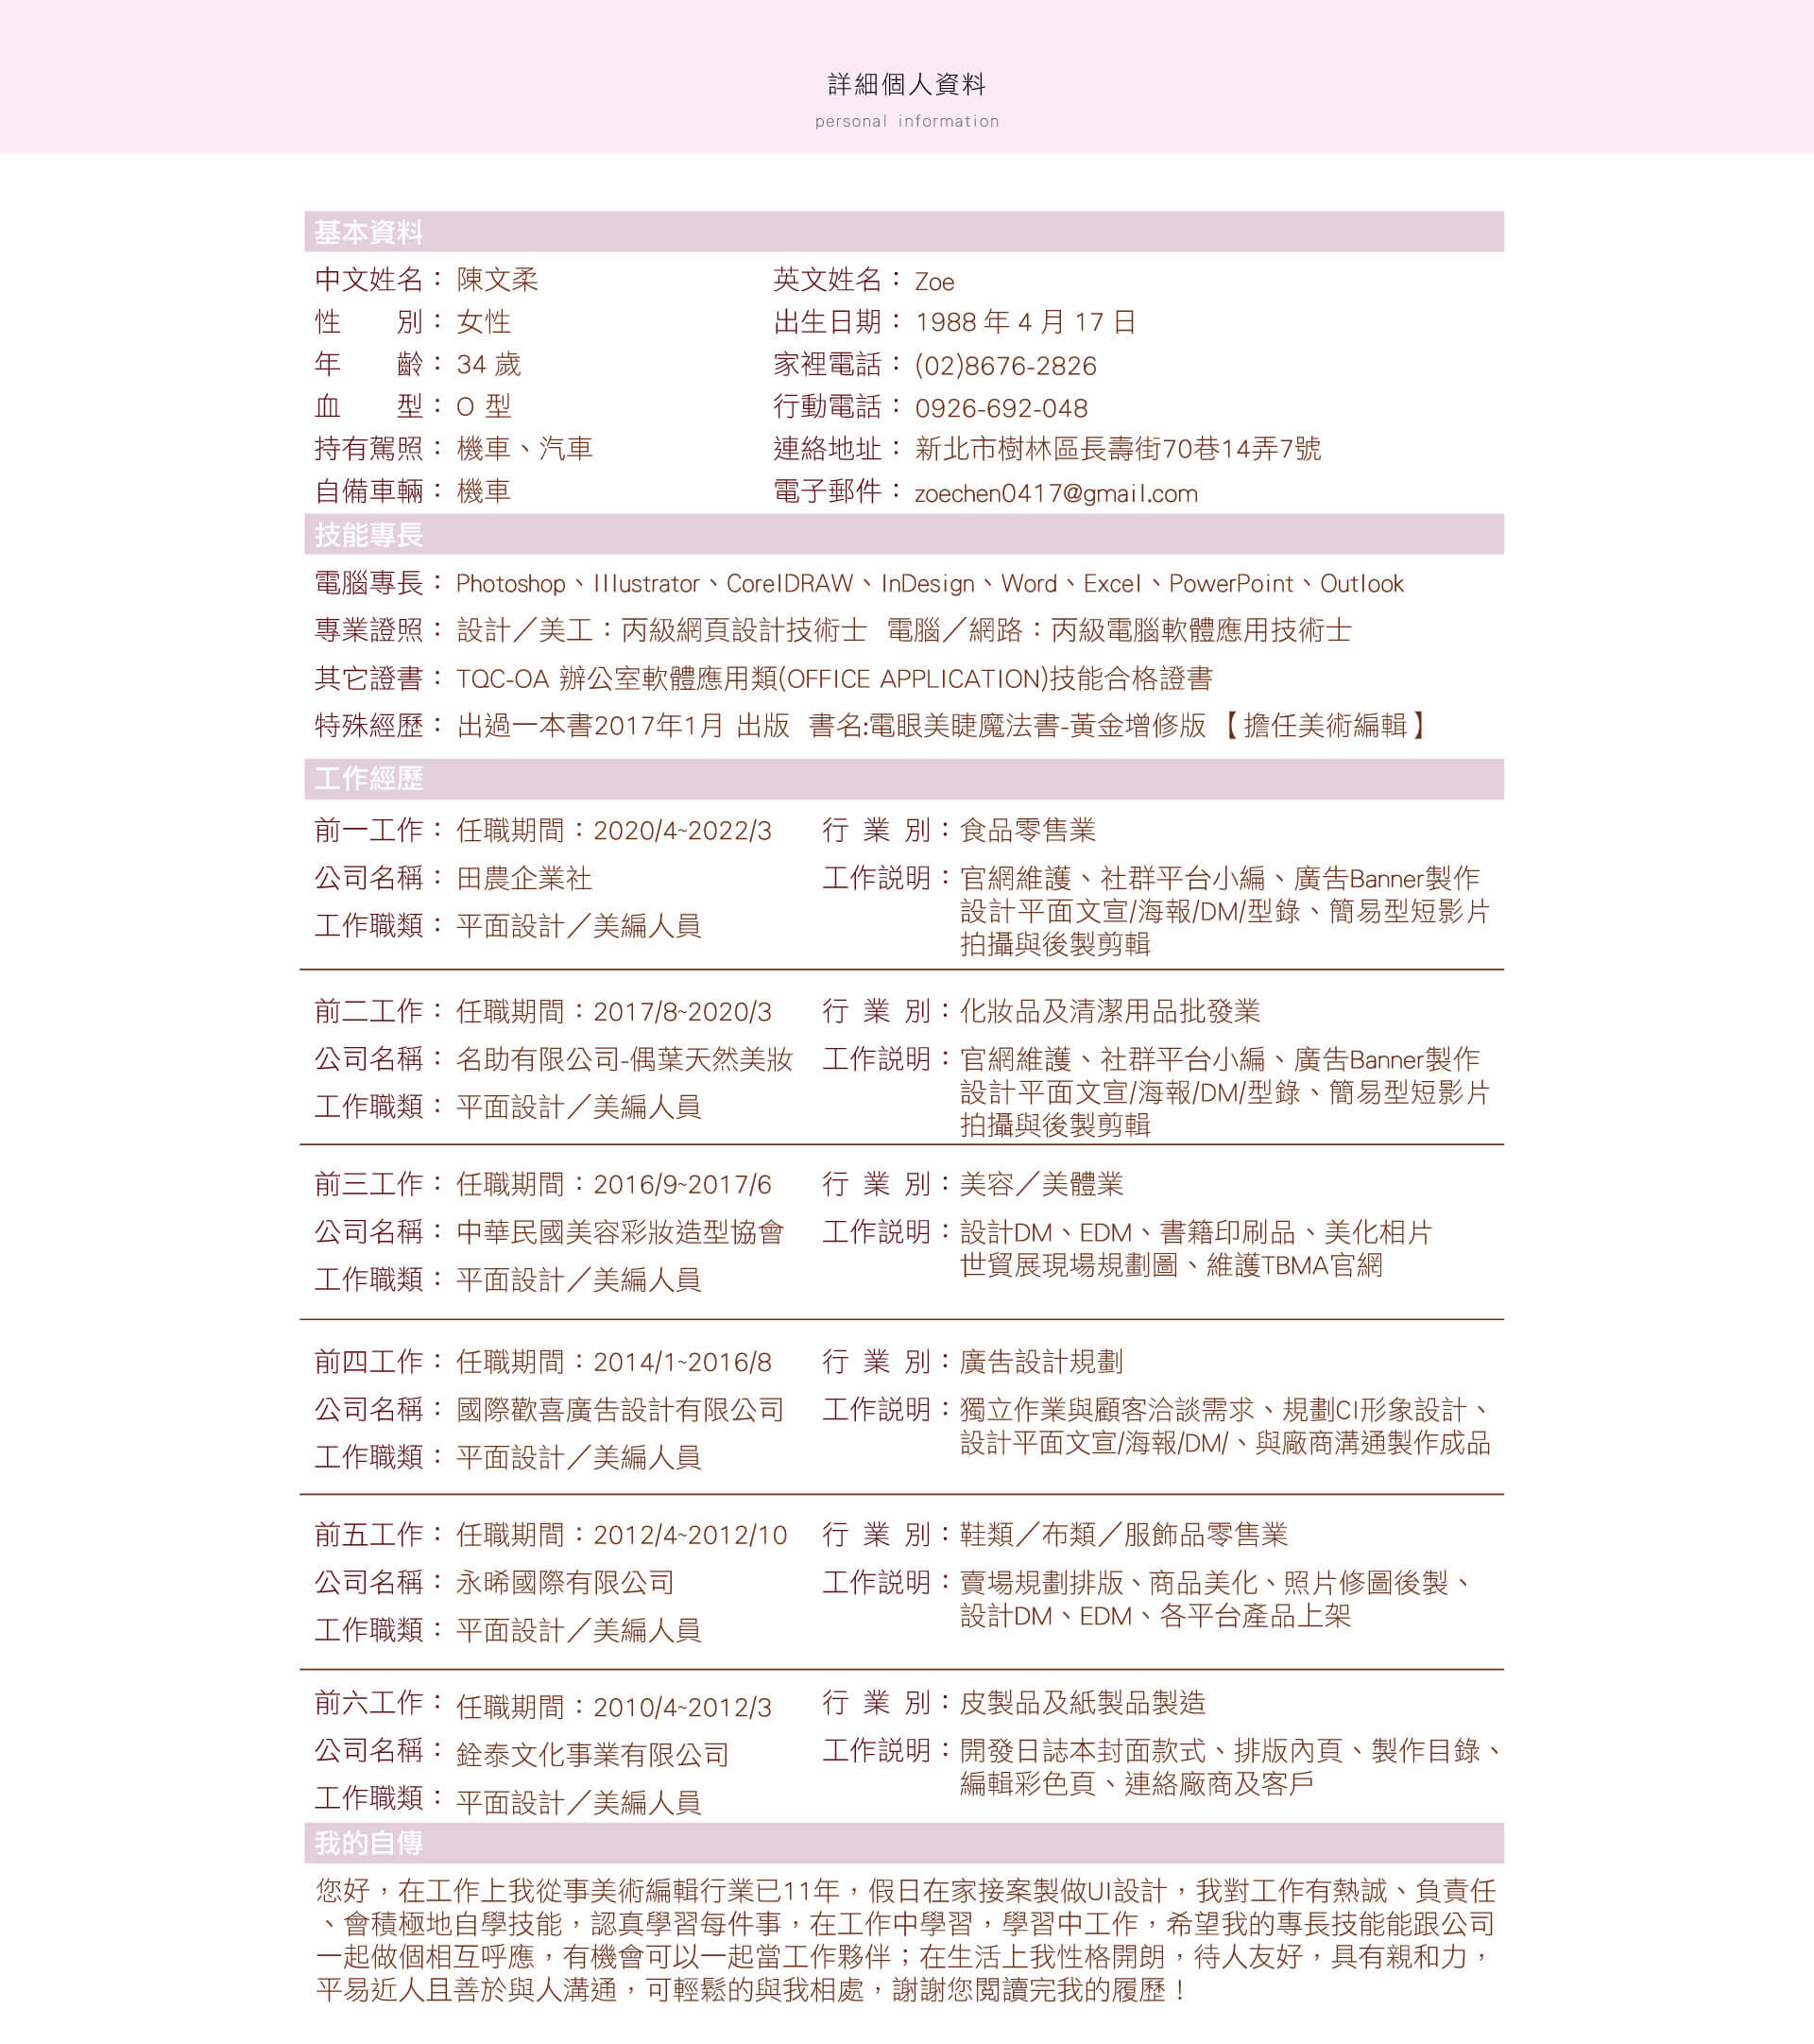 詳細個人資料
personal information
基本資料
中文姓名：陳文柔 英文姓名：Zoe
性 別：女性 出生日期：1988 年 4 月 17 日
年 齡：34 歲 家裡電話：(02)8676-2826
血 型：O 型 行動電話：0926-692-048
持有駕照：機車、汽車 連絡地址：新北市樹林區長壽街70巷14弄7號
自備車輛：機車 電子郵件：zoechen0417@gmail.com
技能專長
電腦專長：Photoshop、Illustrator、CorelDRAW、InDesign、Word、Excel、PowerPoint、Outlook
專業證照：設計／美工：丙級網頁設計技術士 電腦／網路：丙級電腦軟體應用技術士
其它證書：TQC-OA 辦公室軟體應用類(OFFICE APPLICATION)技能合格證書
特殊經歷：出過一本書2017年1月 出版 書名:電眼美睫魔法書-黃金增修版 【擔任美術編輯】
工作經歷
前一工作：任職期間：2020/4~2022/3 行 業 別：食品零售業
公司名稱：田農企業社 工作說明：官網維護、社群平台小編、廣告Banner製作
設計平面文宣/海報/DM/型錄、簡易型短影片
工作職類：平面設計／美編人員
拍攝與後製剪輯
前二工作：任職期間：2017/8~2020/3 行 業 別：化妝品及清潔用品批發業
公司名稱：名助有限公司-偶葉天然美妝 工作說明：官網維護、社群平台小編、廣告Banner製作
設計平面文宣/海報/DM/型錄、簡易型短影片
工作職類：平面設計／美編人員
拍攝與後製剪輯
前三工作：任職期間：2016/9~2017/6 行 業 別：美容／美體業
公司名稱：中華民國美容彩妝造型協會 工作說明：設計DM、EDM、書籍印刷品、美化相片
世貿展現場規劃圖、維護TBMA官網
工作職類：平面設計／美編人員
前四工作：任職期間：2014/1~2016/8 行 業 別：廣告設計規劃
公司名稱：國際歡喜廣告設計有限公司 工作說明：獨立作業與顧客洽談需求、規劃CI形象設計、
設計平面文宣/海報/DM/、與廠商溝通製作成品
工作職類：平面設計／美編人員
前五工作：任職期間：2012/4~2012/10 行 業 別：鞋類／布類／服飾品零售業
公司名稱：永晞國際有限公司 工作說明：賣場規劃排版、商品美化、照片修圖後製、
設計DM、EDM、各平台產品上架
工作職類：平面設計／美編人員
前六工作：任職期間：2010/4~2012/3 行 業 別：皮製品及紙製品製造
公司名稱：銓泰文化事業有限公司 工作說明：開發日誌本封面款式、排版內頁、製作目錄、
編輯彩色頁、連絡廠商及客戶
工作職類：平面設計／美編人員
我的自傳
您好，在工作上我從事美術編輯行業已11年，假日在家接案製做UI設計，我對工作有熱誠、負責任
、會積極地自學技能，認真學習每件事，在工作中學習，學習中工作，希望我的專長技能能跟公司
一起做個相互呼應，有機會可以一起當工作夥伴；在生活上我性格開朗，待人友好，具有親和力，
平易近人且善於與人溝通，可輕鬆的與我相處，謝謝您閱讀完我的履歷！